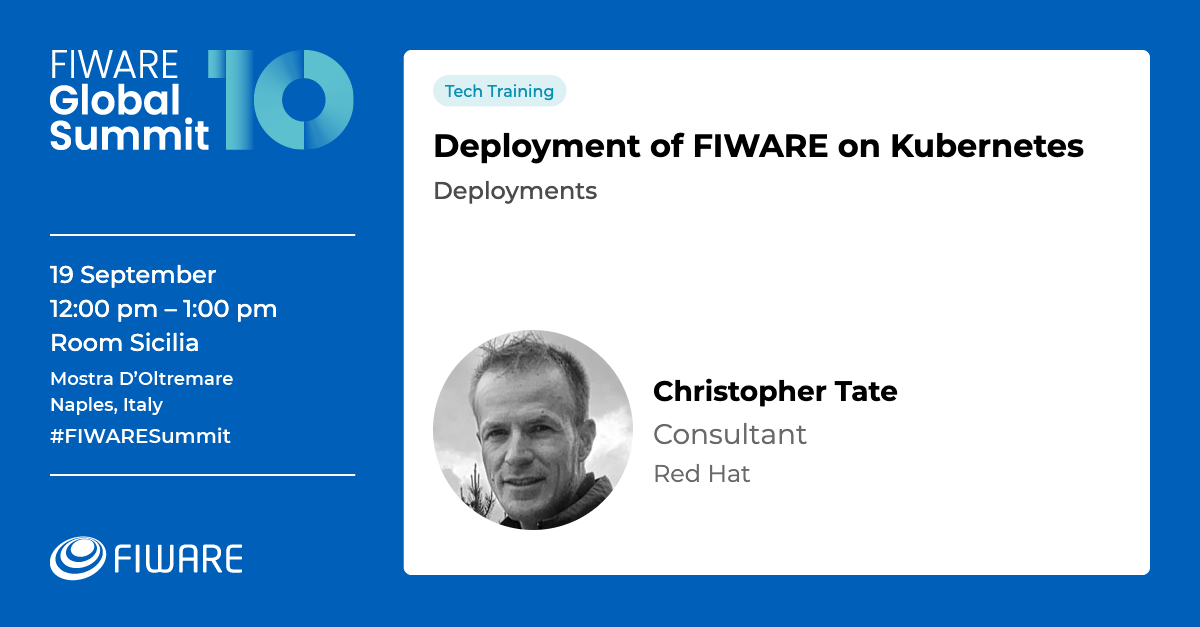 FIWARE
Global
Summit
10
19 September
12:00 pm – 1:00 pm
Room Sicilia
Mostra D’Oltremare
Naples, Italy
#FIWARESummit
FIWARE
Tech Training
Deployment of FIWARE on Kubernetes
Deployments
Christopher Tate
Consultant
Red Hat